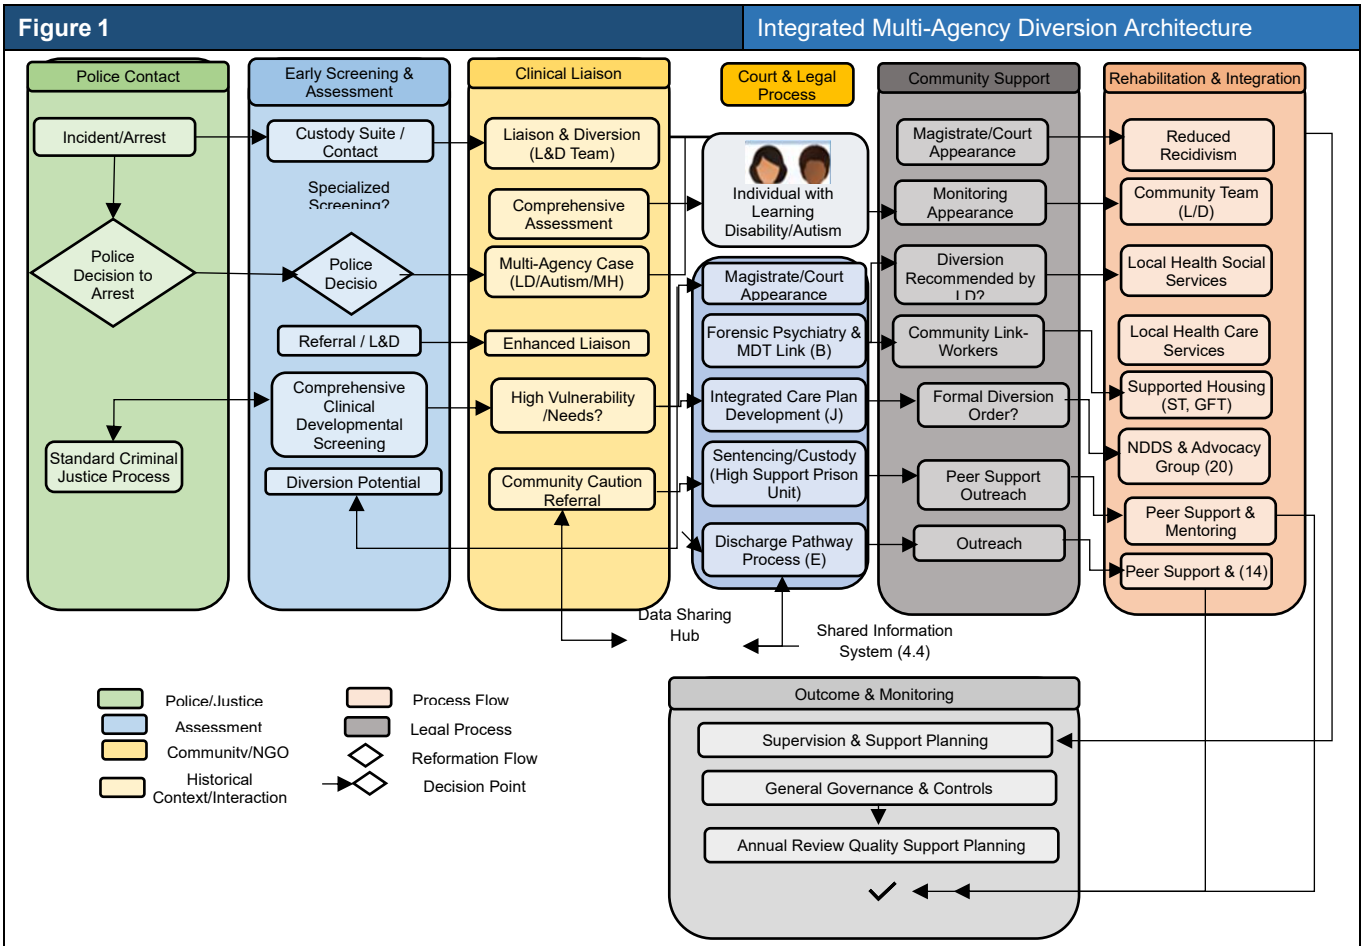 Figure 1
Integrated Multi-Agency Diversion Architecture
Police Contact
Incident/Arrest
Police
Decision to
Arrest
Standard Criminal
Justice Process
Early Screening &
Assessment
Custody Suite /
Contact
Specialized
Screening?
Police
Decisio
Referral / L&D
Comprehensive
Clinical
Developmental
Screening
Diversion Potential
Clinical Liaison
Liaison & Diversion
(L&D Team)
Comprehensive
Assessment
Multi-Agency Case
(LD/Autism/MH)
Enhanced Liaison
High Vulnerability
/Needs?
Community Caution
Referral
Court & Legal
Process
Individual with
Learning
Disability/Autism
Magistrate/Court
Appearance
Forensic Psychiatry &
MDT Link (B)
Integrated Care Plan
Development (J)
Sentencing/Custody
(High Support Prison
Unit)
Discharge Pathway
Process (E)
Community Support
Magistrate/Court
Appearance
Monitoring
Appearance
Diversion
Recommended by
LD?
Community Link-
Workers
Formal Diversion
Order?
Peer Support
Outreach
Outreach
Rehabilitation & Integration
Reduced
Recidivism
Community Team
(L/D)
Local Health Social
Services
Local Health Care
Services
Supported Housing
(ST, GFT)
NDDS & Advocacy
Group (20)
Peer Support &
Mentoring
Peer Support & (14)
Data Sharing
Hub
Shared Information
System (4.4)
Police/Justice
Assessment
Community/NGO
Historical
Context/Interaction
Process Flow
Legal Process
Reformation Flow
Decision Point
Outcome & Monitoring
Supervision & Support Planning
General Governance & Controls
Annual Review Quality Support Planning